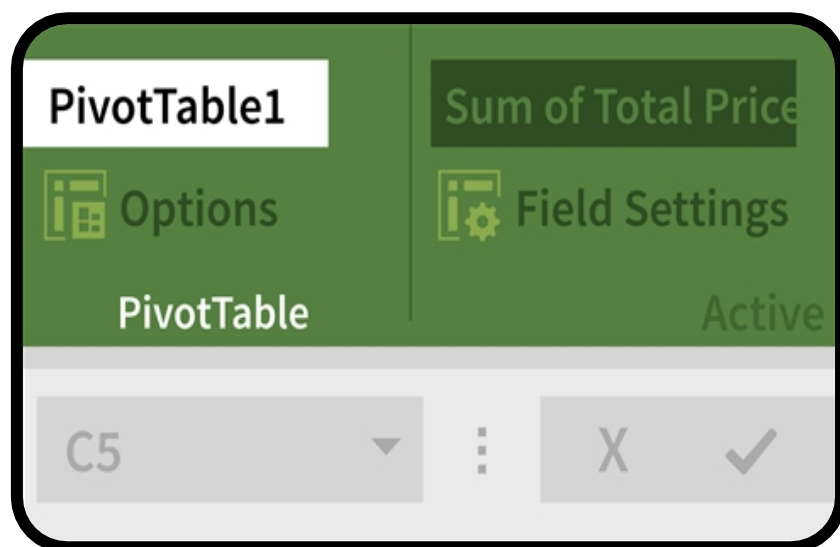 PivotTable1
Sum of Total Price
Options
Field Settings
PivotTable
Active
C5
X